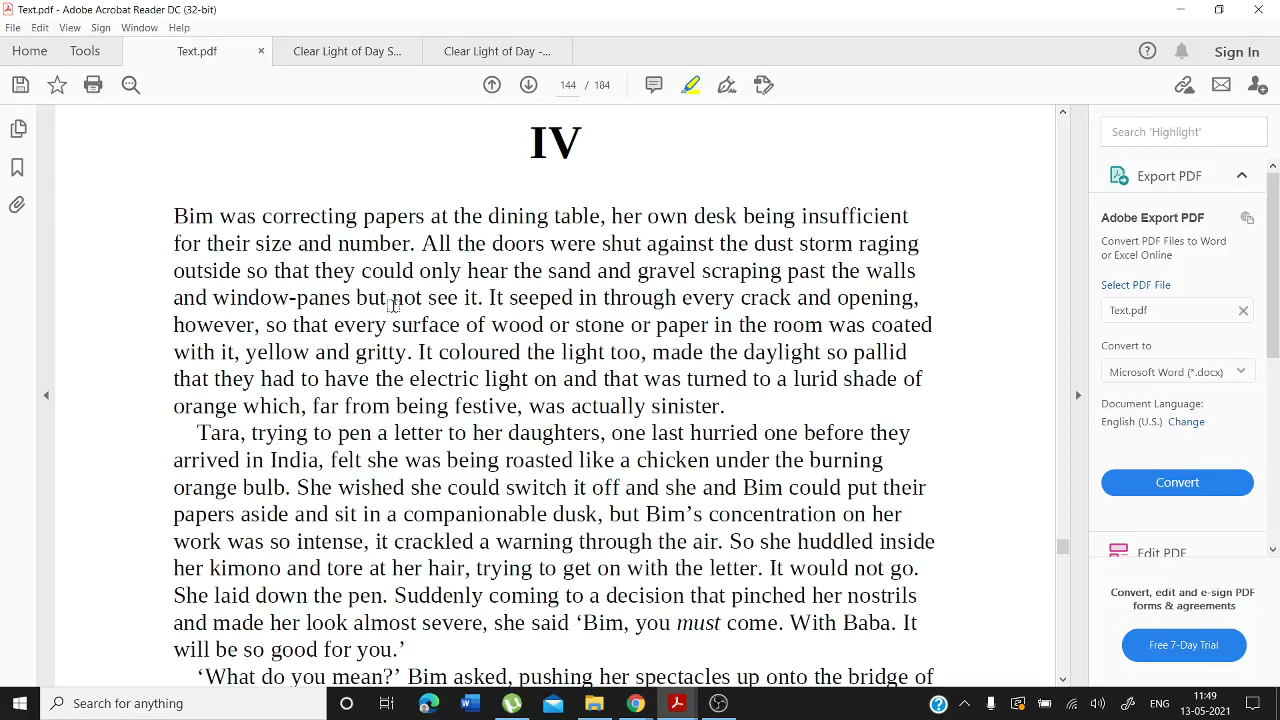 Text.pdf - Adobe Acrobat Reader DC (32-bit)
File Edit View Sign Window Help
Home Tools Text.pdf × Clear Light of Day S... Clear Light of Day -... Sign In
144 / 184
IV
Bim was correcting papers at the dining table, her own desk being insufficient
for their size and number. All the doors were shut against the dust storm raging
outside so that they could only hear the sand and gravel scraping past the walls
and window-panes but not see it. It seeped in through every crack and opening,
however, so that every surface of wood or stone or paper in the room was coated
with it, yellow and gritty. It coloured the light too, made the daylight so pallid
that they had to have the electric light on and that was turned to a lurid shade of
orange which, far from being festive, was actually sinister.
Tara, trying to pen a letter to her daughters, one last hurried one before they
arrived in India, felt she was being roasted like a chicken under the burning
orange bulb. She wished she could switch it off and she and Bim could put their
papers aside and sit in a companionable dusk, but Bim’s concentration on her
work was so intense, it crackled a warning through the air. So she huddled inside
her kimono and tore at her hair, trying to get on with the letter. It would not go.
She laid down the pen. Suddenly coming to a decision that pinched her nostrils
and made her look almost severe, she said ‘Bim, you must come. With Baba. It
will be so good for you.’
‘What do you mean?’ Bim asked, pushing her spectacles up onto the bridge of
Search 'Highlight'
Export PDF
Adobe Export PDF
Convert PDF Files to Word
or Excel Online
Select PDF File
Text.pdf
Convert to
Microsoft Word (*.docx)
Document Language:
English (U.S.) Change
Convert
Edit PDF
Convert, edit and e-sign PDF
forms & agreements
Free 7-Day Trial
Search for anything
ENG
11:49
13-05-2021